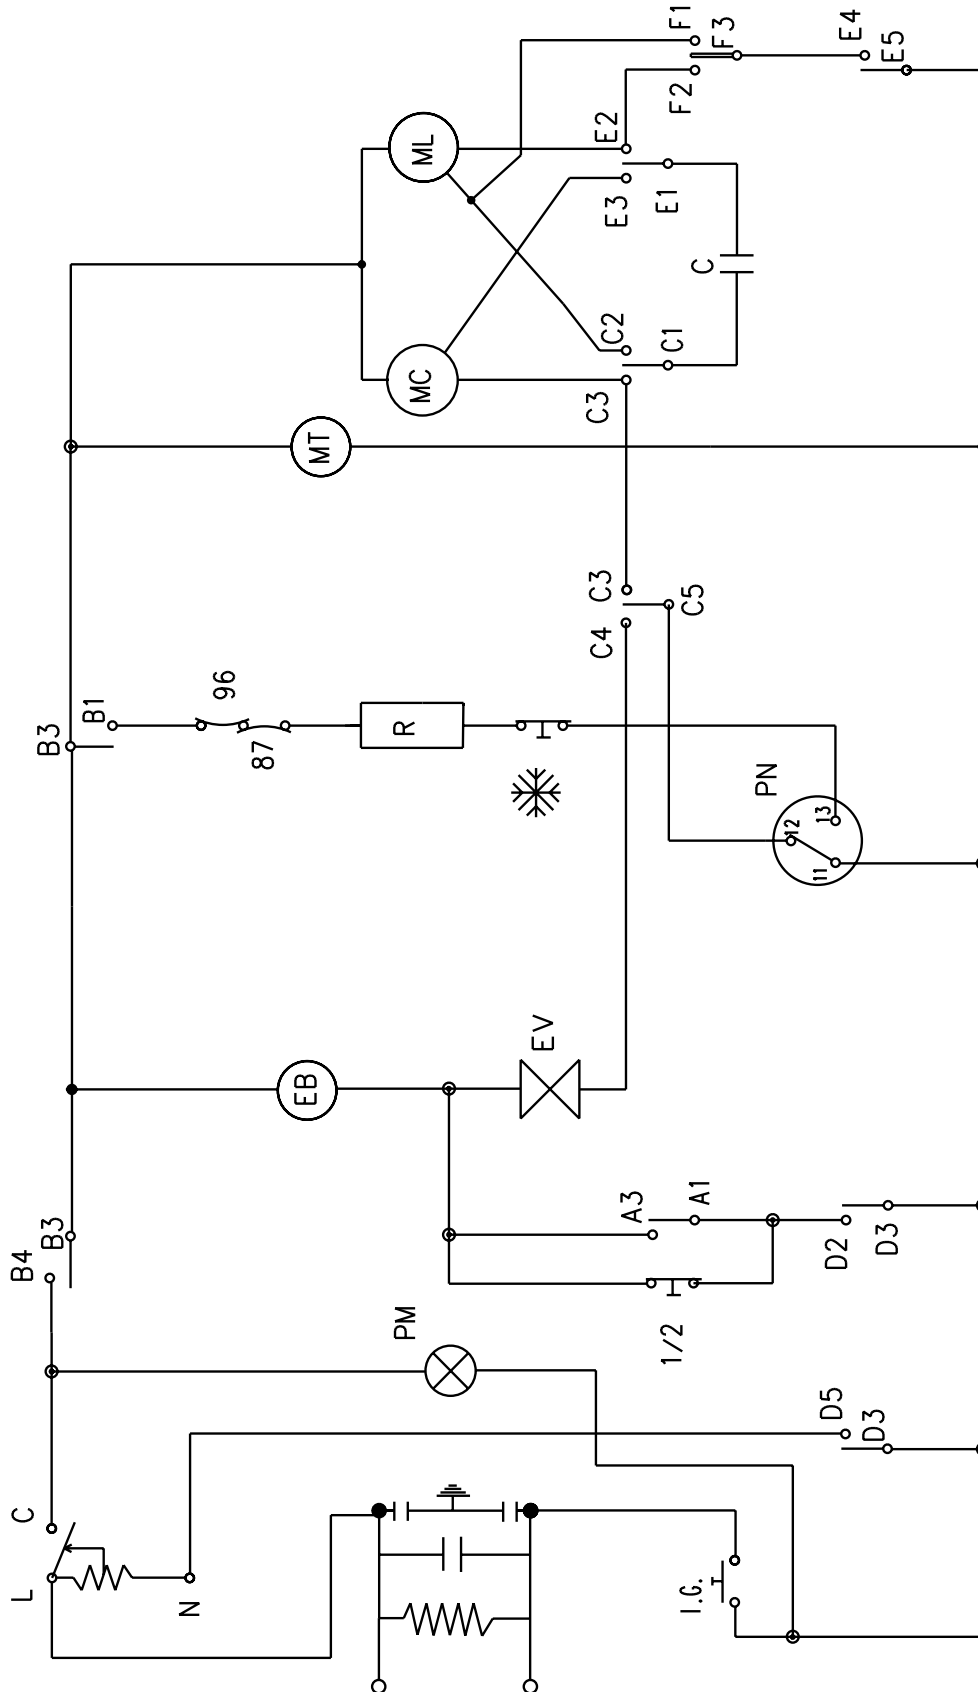 F1
F3
E4
E5
F2
ML
E2
E3
E1
C
C2
C1
MC
C3
MT
C3
C5
C4
96
B1
B3
87
R
PN
12
13
11
EV
EB
A3
A1
B3
B4
D2
D3
PM
1/2
D5
D3
C
L
I.G.
N